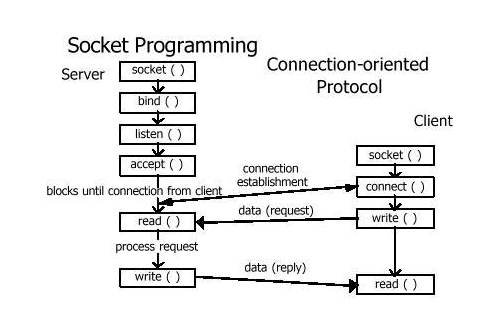 Socket Programming
Connection-oriented
Protocol
Server
Client
socket ( )
bind ( )
listen ( )
accept ( )
blocks until connection from client
read ( )
process request
write ( )
connection
establishment
data (request)
data (reply)
socket ( )
connect ( )
write ( )
read ( )